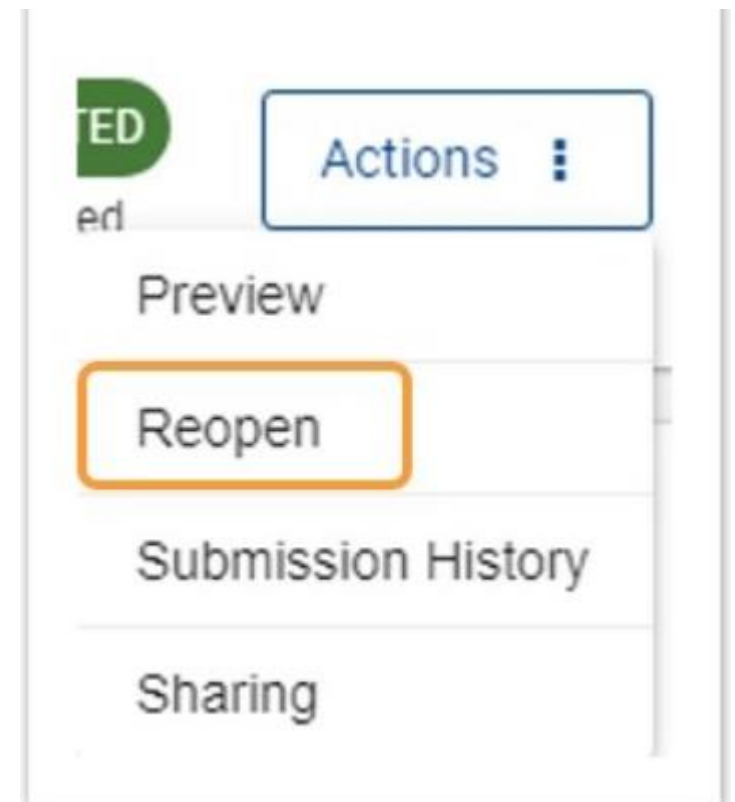 TED
Actions
ed
Preview
Reopen
Submission History
Sharing